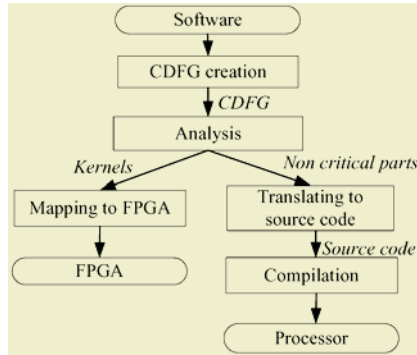 Software
CDFG creation
CDFG
Analysis
Kernels
Non critical parts
Mapping to FPGA
Translating to
source code
FPGA
Source code
Compilation
Processor